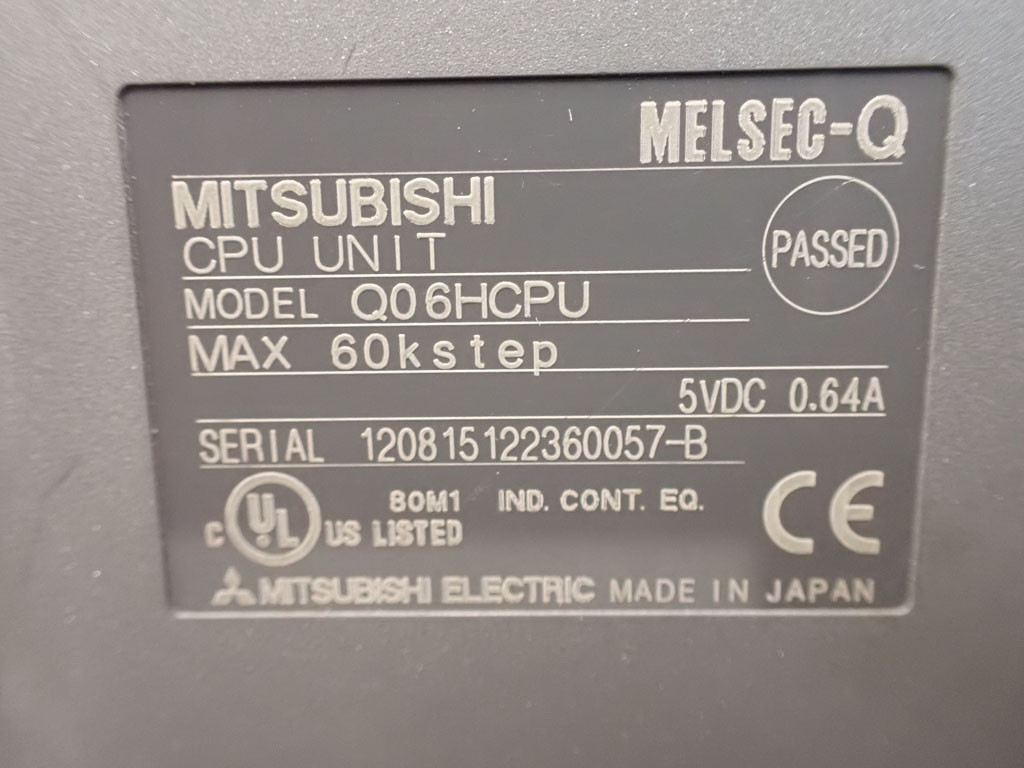 MELSEC-Q
MITSUBISHI
CPU UNIT
PASSED
MODEL Q06HCPU
MAX 60kstep
5VDC 0.64A
SERIAL 120815122360057-B
C UL US LISTED 80M1 IND. CONT. EQ.
CE
MITSUBISHI ELECTRIC MADE IN JAPAN